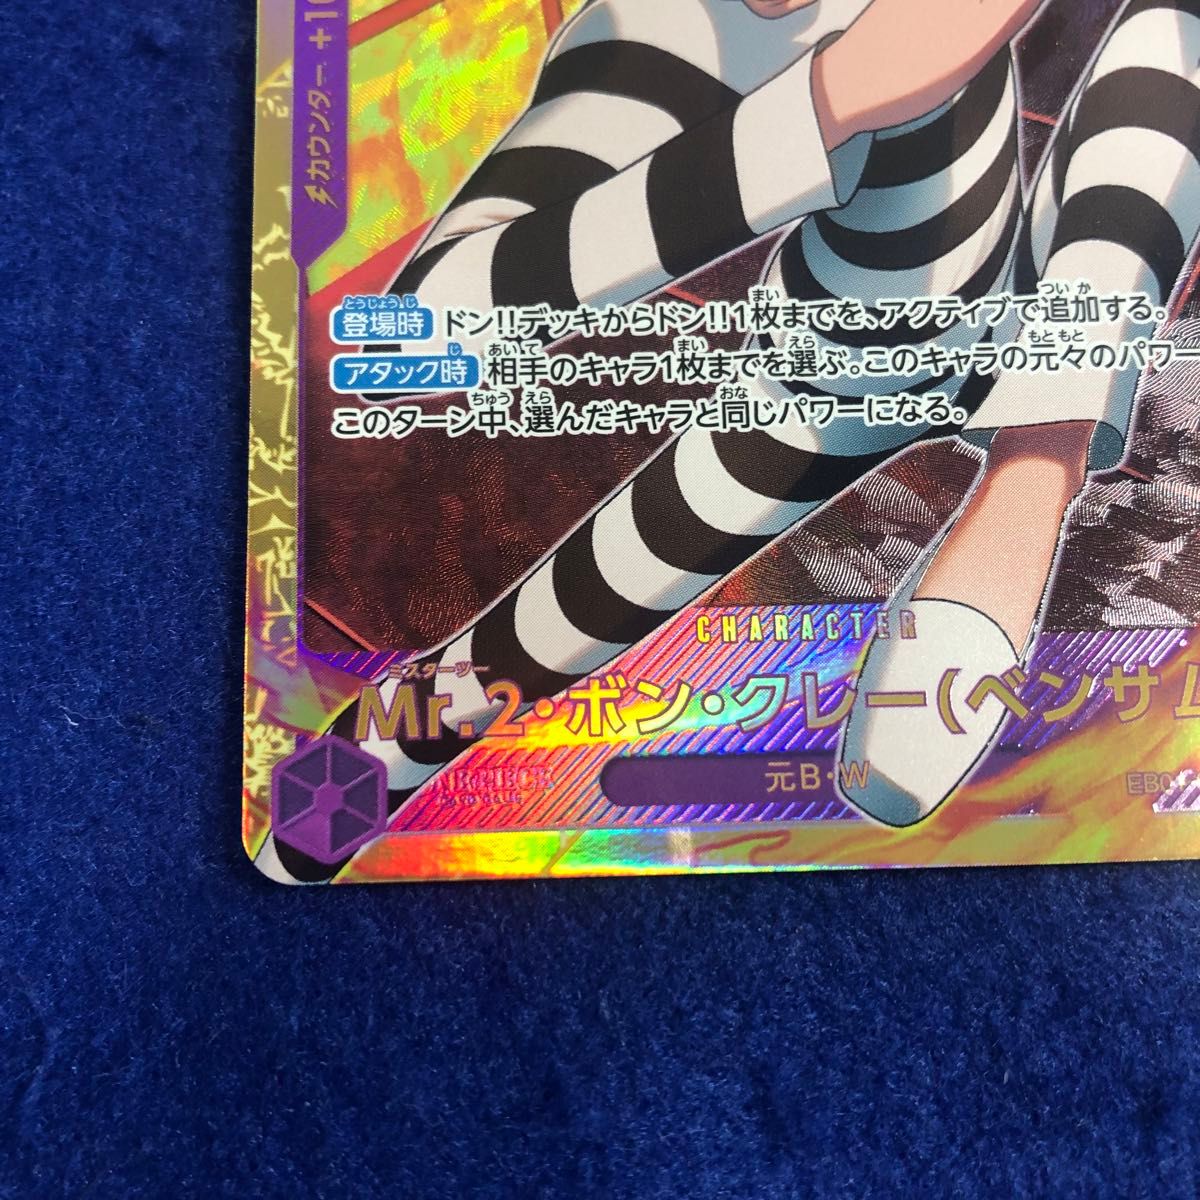 カウンター +10
登場時 ドン!!デッキからドン!!1枚までを、アクティブで追加する。
アタック時 相手のキャラ1枚までを選ぶ。このキャラの元々のパワー
このターン中、選んだキャラと同じパワーになる。
CHARACTER
ミスターツー
Mr.2・ボン・クレー(ベンサム
元B・W
EB0